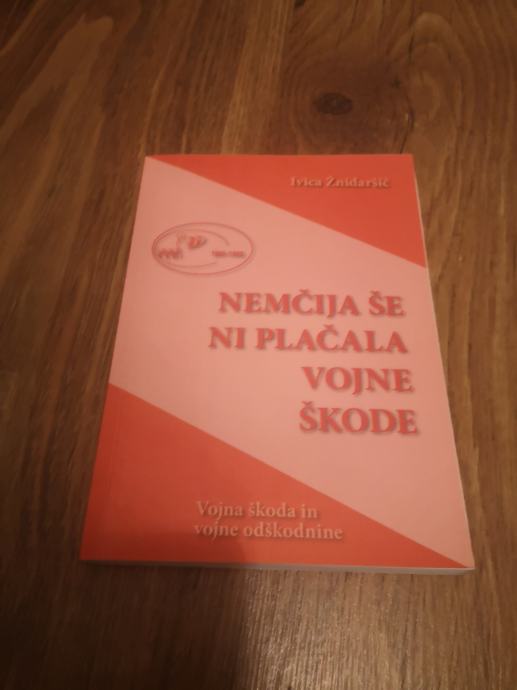 Ivica Žnidaršič
NEMČIJA ŠE
NI PLAČALA
VOJNE
ŠKODE
Vojna škoda in
vojne odškodnine